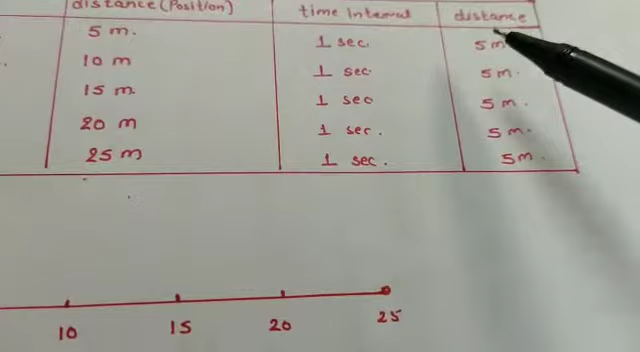 distance (Position) time Interval distance
5 m. 1 sec. 5 m
10 m 1 sec. 5 m.
15 m. 1 sec 5 m.
20 m 1 sec. 5 m.
25 m 1 sec. 5 m.
10 15 20 25